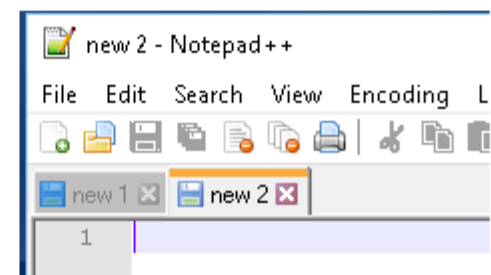 new 2 - Notepad++
File Edit Search View Encoding L
new 1 new 2
1